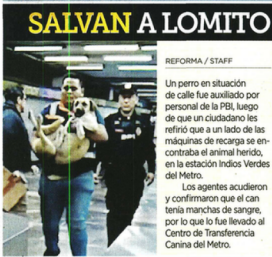 SALVAN A LOMITO
REFORMA / STAFF
Un perro en situación
de calle fue auxiliado por
personal de la PBI, luego
de que un ciudadano les
refirió que a un lado de las
máquinas de recarga se en-
contraba el animal herido,
en la estación Indios Verdes
del Metro.
Los agentes acudieron
y confirmaron que el can
tenía manchas de sangre,
por lo que lo fue llevado al
Centro de Transferencia
Canina del Metro.